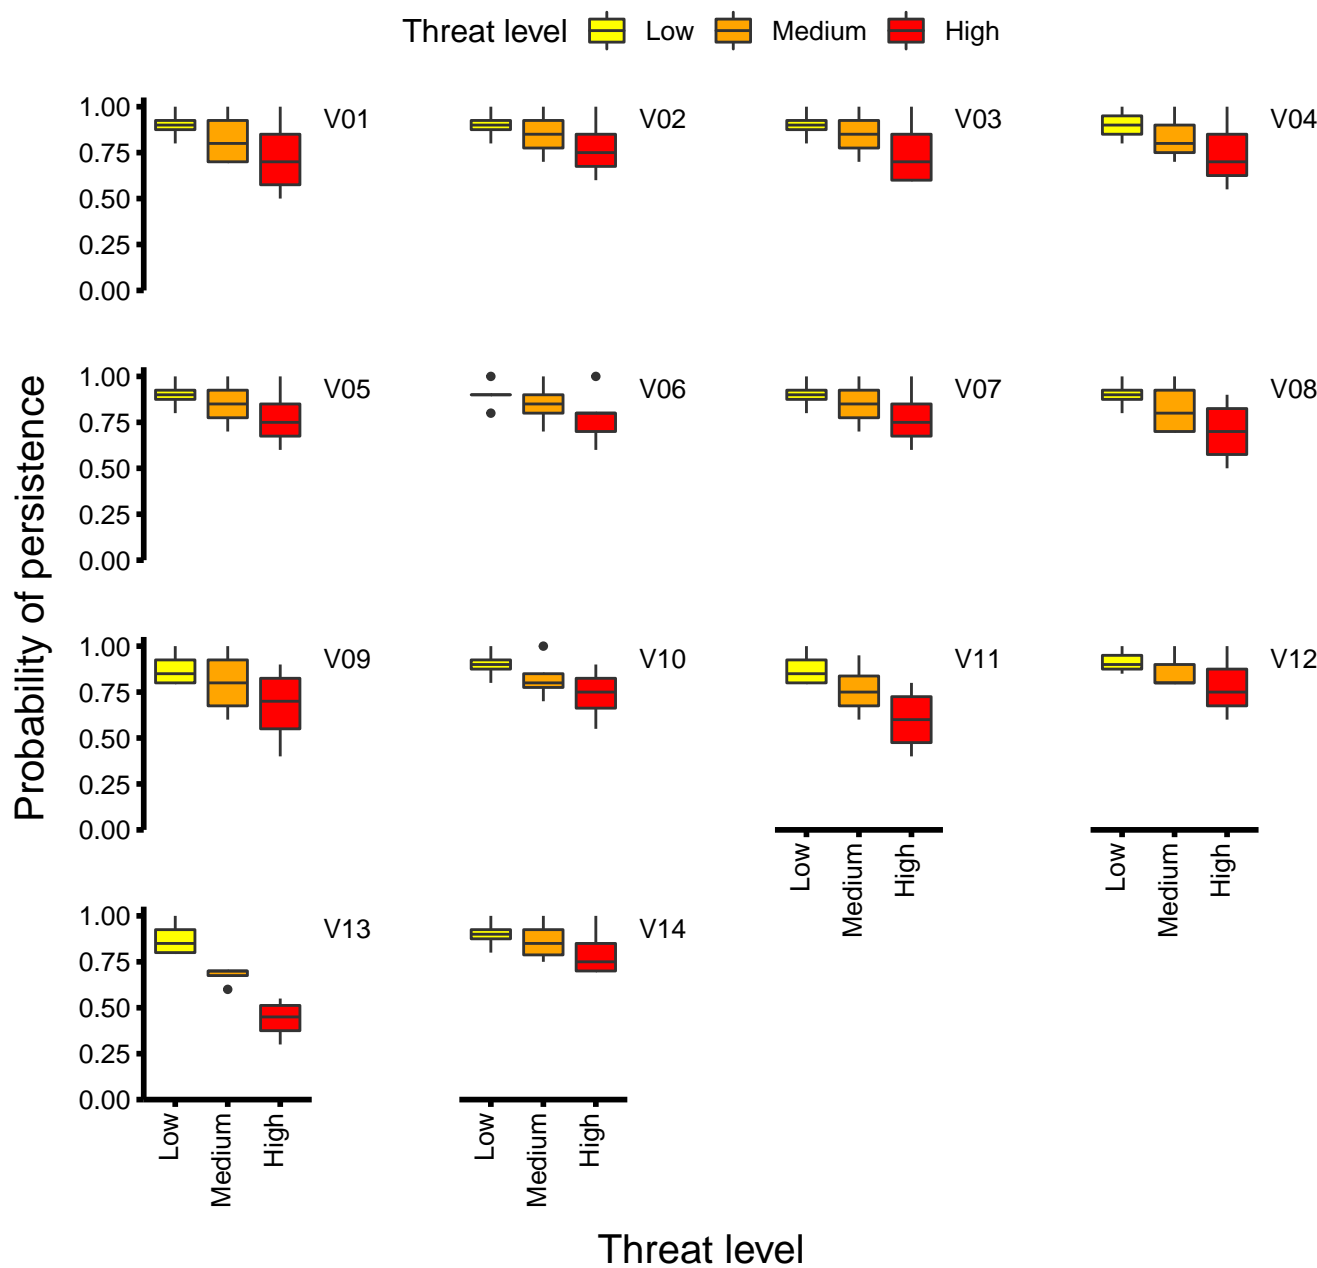 Threat level Low Medium High
1.00 V01 V02 V03 V04
0.75
0.50
0.25
0.00
1.00 V05 V06 V07 V08
0.75
0.50
0.25
0.00
Probability of persistence
1.00 V09 V10 V11 V12
0.75
0.50
0.25
0.00
Low Medium High Low Medium High
1.00 V13 V14
0.75
0.50
0.25
0.00
Low Medium High Low Medium High
Threat level